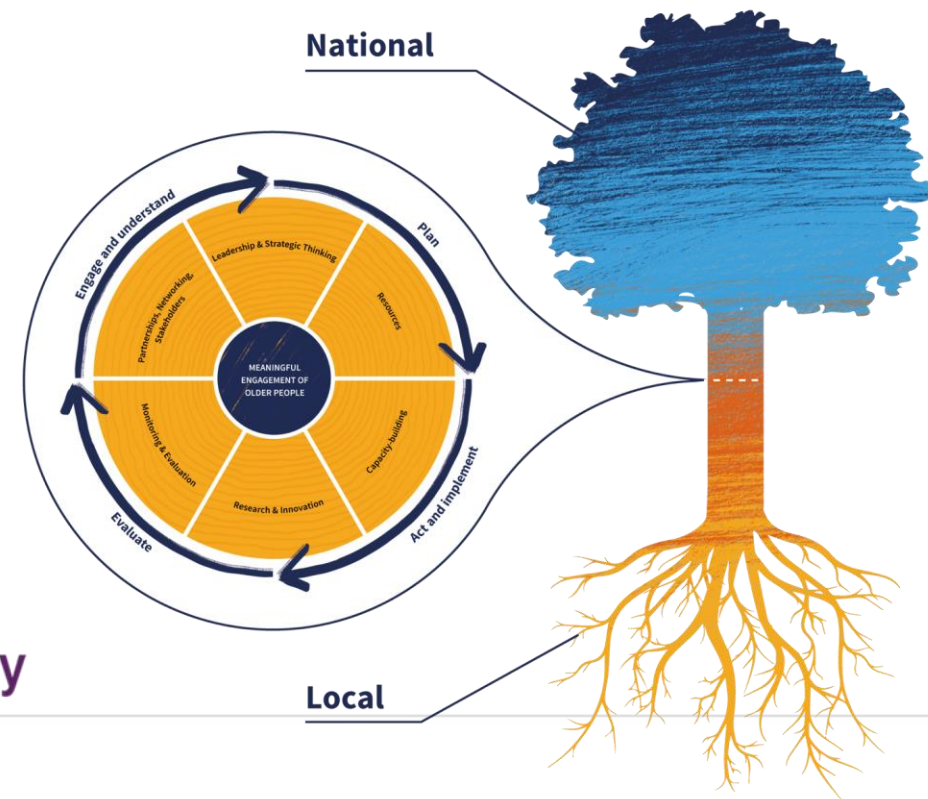 National
Engage and understand
Plan
Leadership & Strategic Thinking
Partnerships, Networking,
Stakeholders
Resources
MEANINGFUL
ENGAGEMENT OF
OLDER PEOPLE
Monitoring & Evaluation
Capacity-building
Research & innovation
Evaluate
Act and implement
y
Local